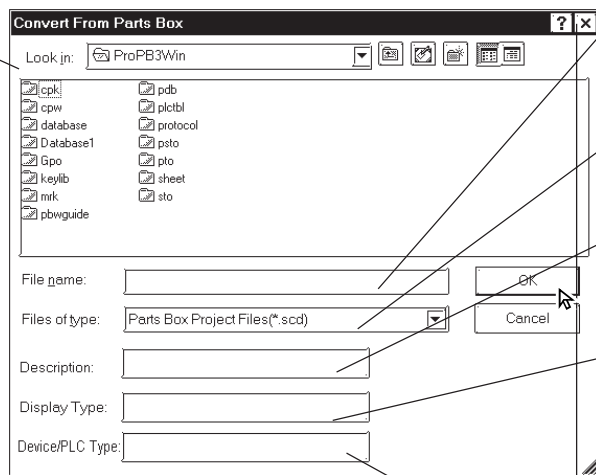 Convert From Parts Box
Look in: ProPB3Win
cpk
cpw
database
Database1
Gpo
keylib
mrk
pbwguide
pdb
plctbl
protocol
psto
pto
sheet
sto
File name:
OK
Files of type: Parts Box Project Files(*.scd)
Cancel
Description:
Display Type:
Device/PLC Type: